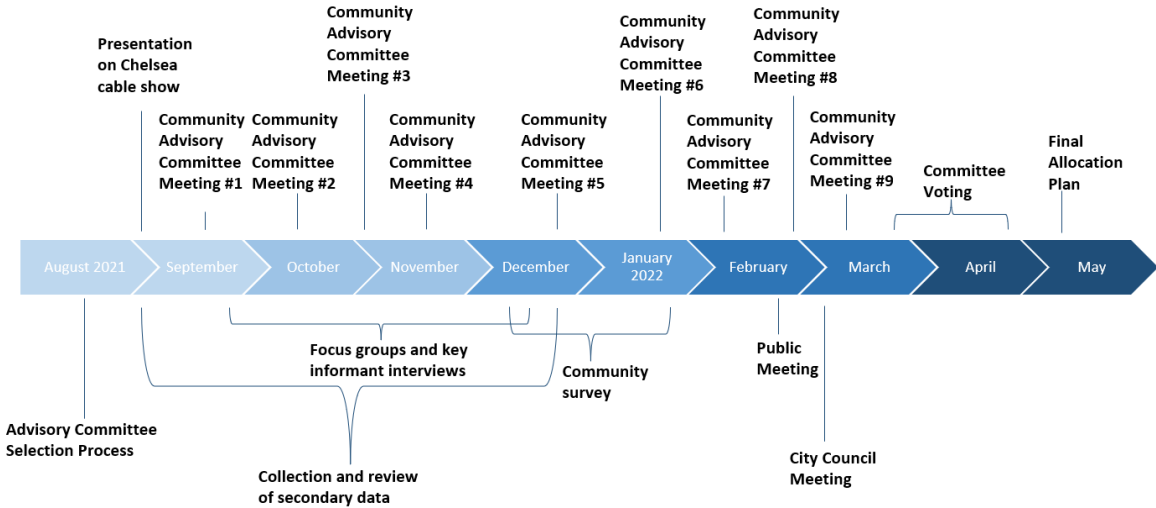 Presentation
on Chelsea
cable show
Community
Advisory
Committee
Meeting #1
Community
Advisory
Committee
Meeting #2
Community
Advisory
Committee
Meeting #3
Community
Advisory
Committee
Meeting #4
Community
Advisory
Committee
Meeting #5
Community
Advisory
Committee
Meeting #6
Community
Advisory
Committee
Meeting #7
Community
Advisory
Committee
Meeting #8
Community
Advisory
Committee
Meeting #9
Committee
Voting
Final
Allocation
Plan
August 2021
September
October
November
December
January
2022
February
March
April
May
Focus groups and key
informant interviews
Community
survey
Public
Meeting
Advisory Committee
Selection Process
Collection and review
of secondary data
City Council
Meeting